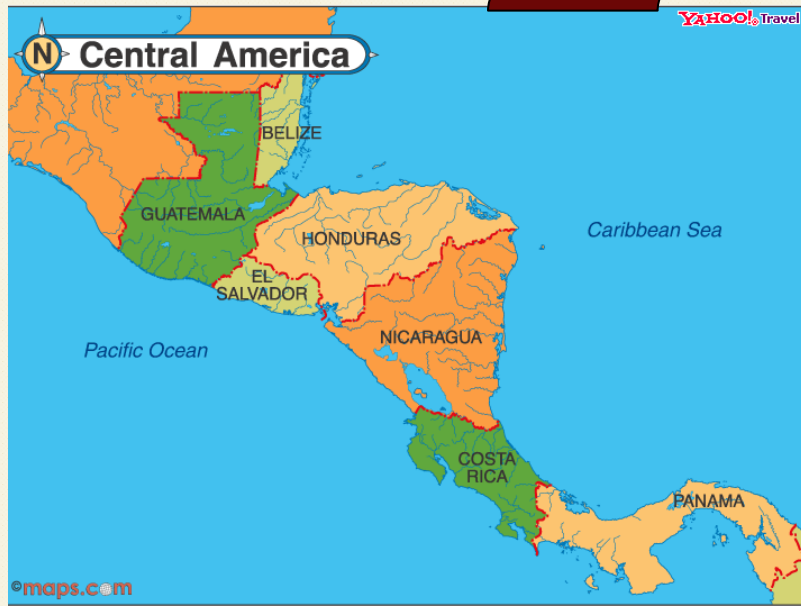 YAHOO! Travel
N Central America
BELIZE
GUATEMALA
Caribbean Sea
HONDURAS
EL
SALVADOR
NICARAGUA
Pacific Ocean
COSTA
RICA
PANAMA
©maps.com